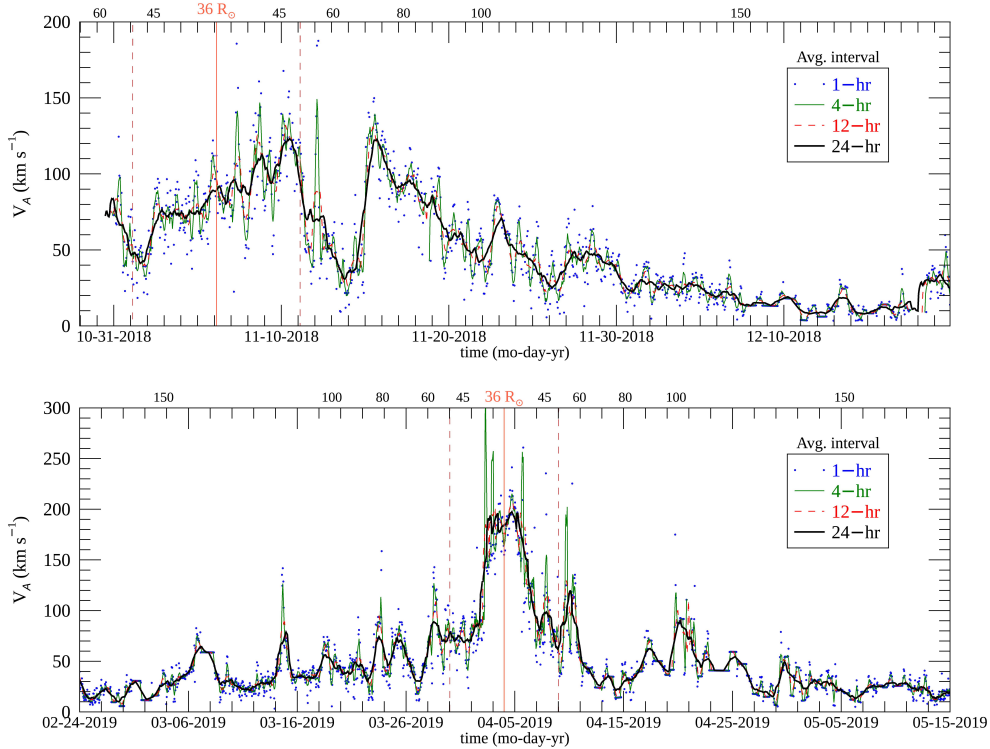 60 45 36 R⊙ 45 60 80 100 150
200
150
100
50
0
V_A (km s⁻¹)
Avg. interval
1−hr
4−hr
12−hr
24−hr
10-31-2018 11-10-2018 11-20-2018 11-30-2018 12-10-2018
time (mo-day-yr)
150 100 80 60 45 36 R⊙ 45 60 80 100 150
300
250
200
150
100
50
0
V_A (km s⁻¹)
Avg. interval
1−hr
4−hr
12−hr
24−hr
02-24-2019 03-06-2019 03-16-2019 03-26-2019 04-05-2019 04-15-2019 04-25-2019 05-05-2019 05-15-2019
time (mo-day-yr)